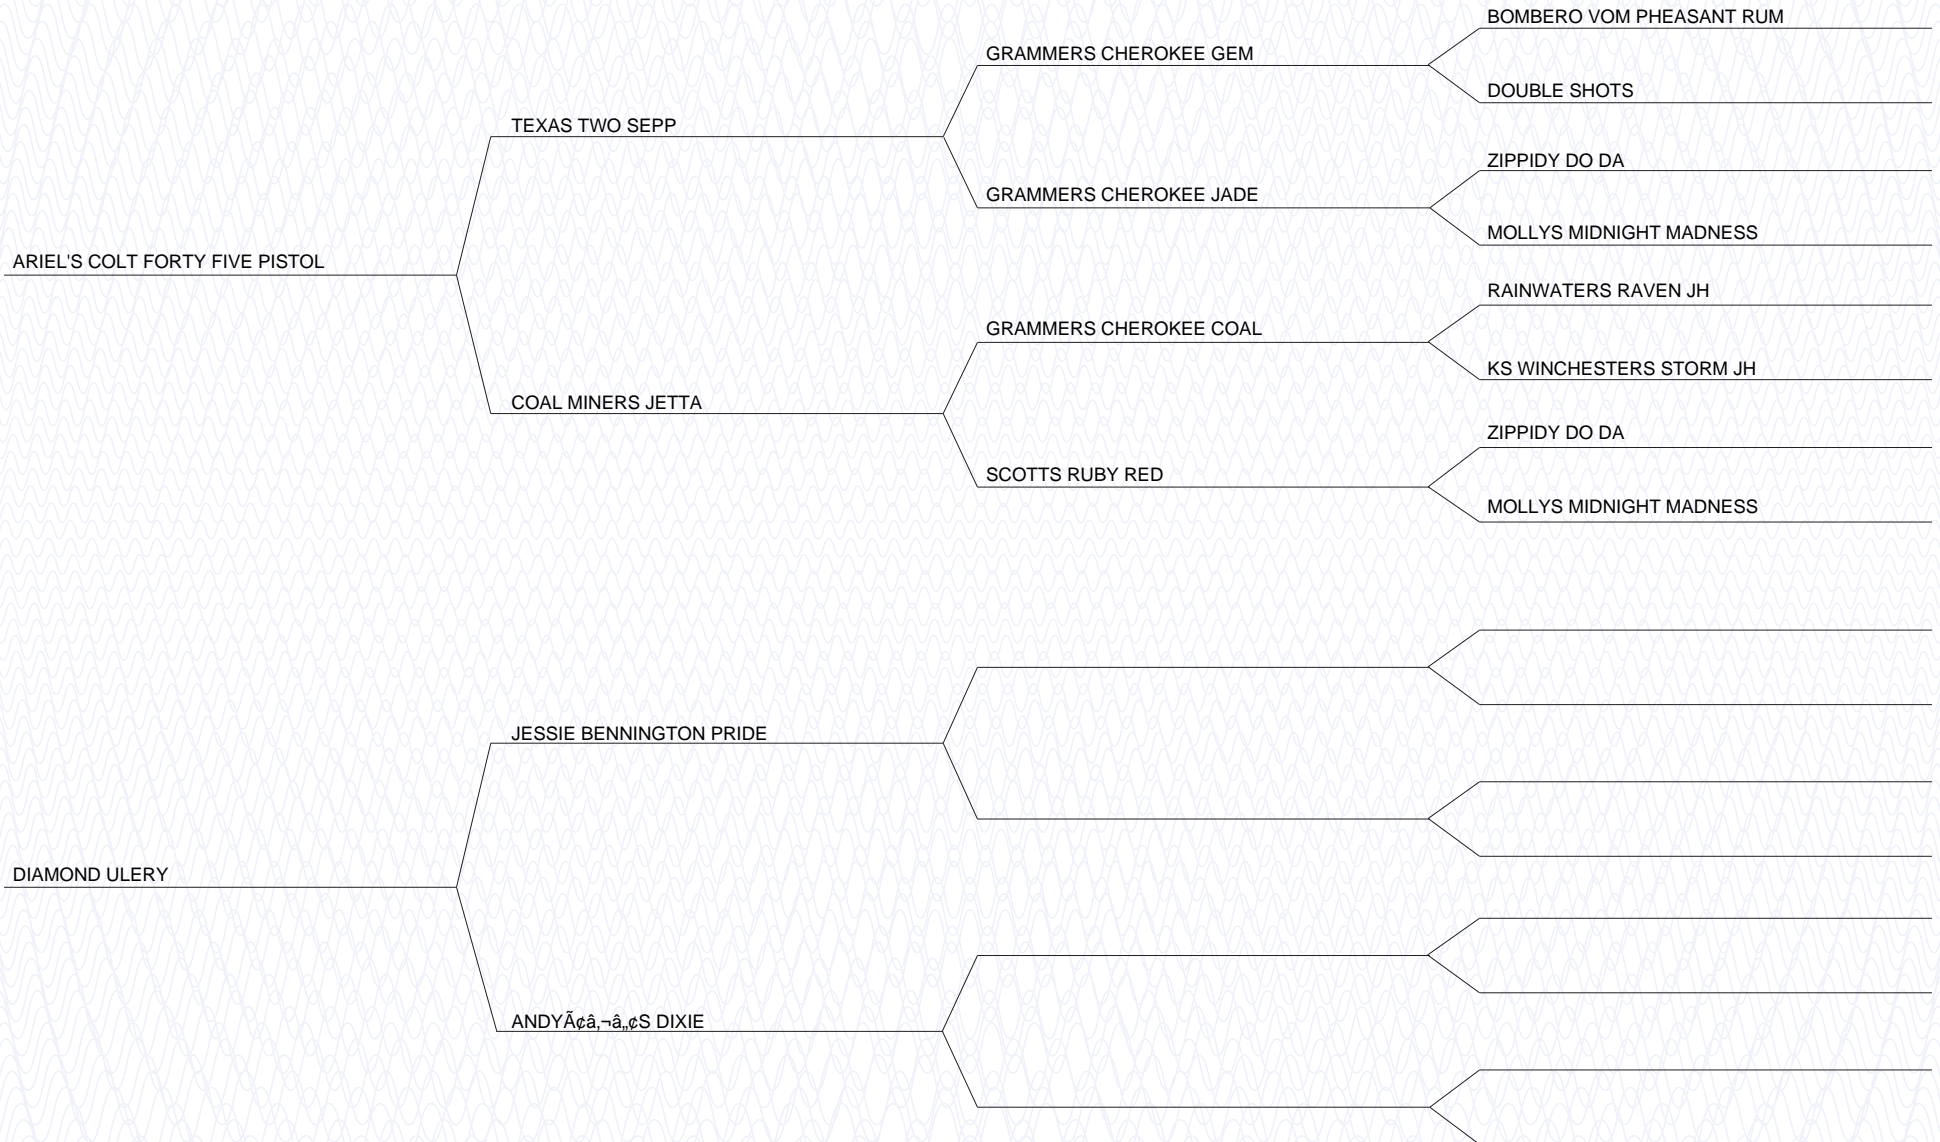 BOMBERO VOM PHEASANT RUM
GRAMMERS CHEROKEE GEM
DOUBLE SHOTS
TEXAS TWO SEPP
ZIPPIDY DO DA
GRAMMERS CHEROKEE JADE
MOLLYS MIDNIGHT MADNESS
ARIEL'S COLT FORTY FIVE PISTOL
RAINWATERS RAVEN JH
GRAMMERS CHEROKEE COAL
KS WINCHESTERS STORM JH
COAL MINERS JETTA
ZIPPIDY DO DA
SCOTTS RUBY RED
MOLLYS MIDNIGHT MADNESS
JESSIE BENNINGTON PRIDE
DIAMOND ULERY
ANDYÃ¢â‚¬â„¢S DIXIE